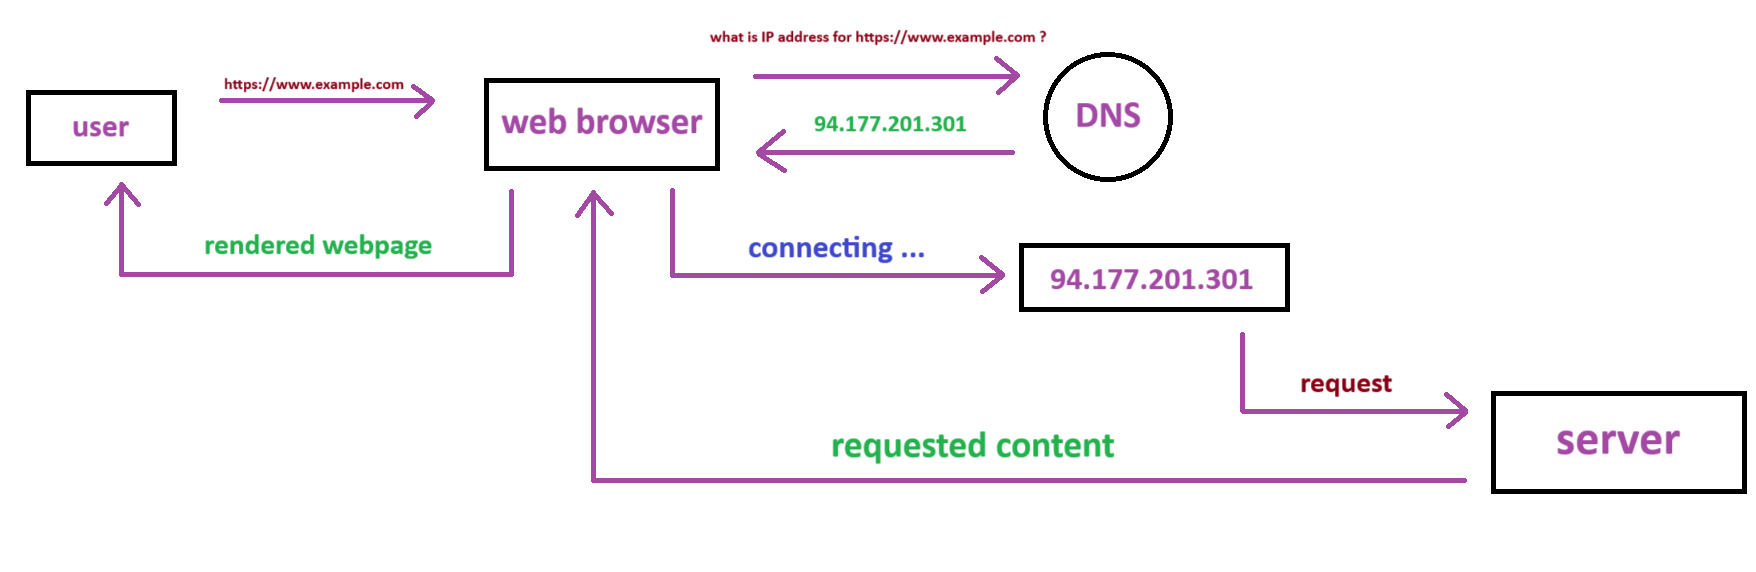 what is IP address for https://www.example.com ?
https://www.example.com
user
web browser
94.177.201.301
DNS
rendered webpage
connecting ...
94.177.201.301
request
requested content
server